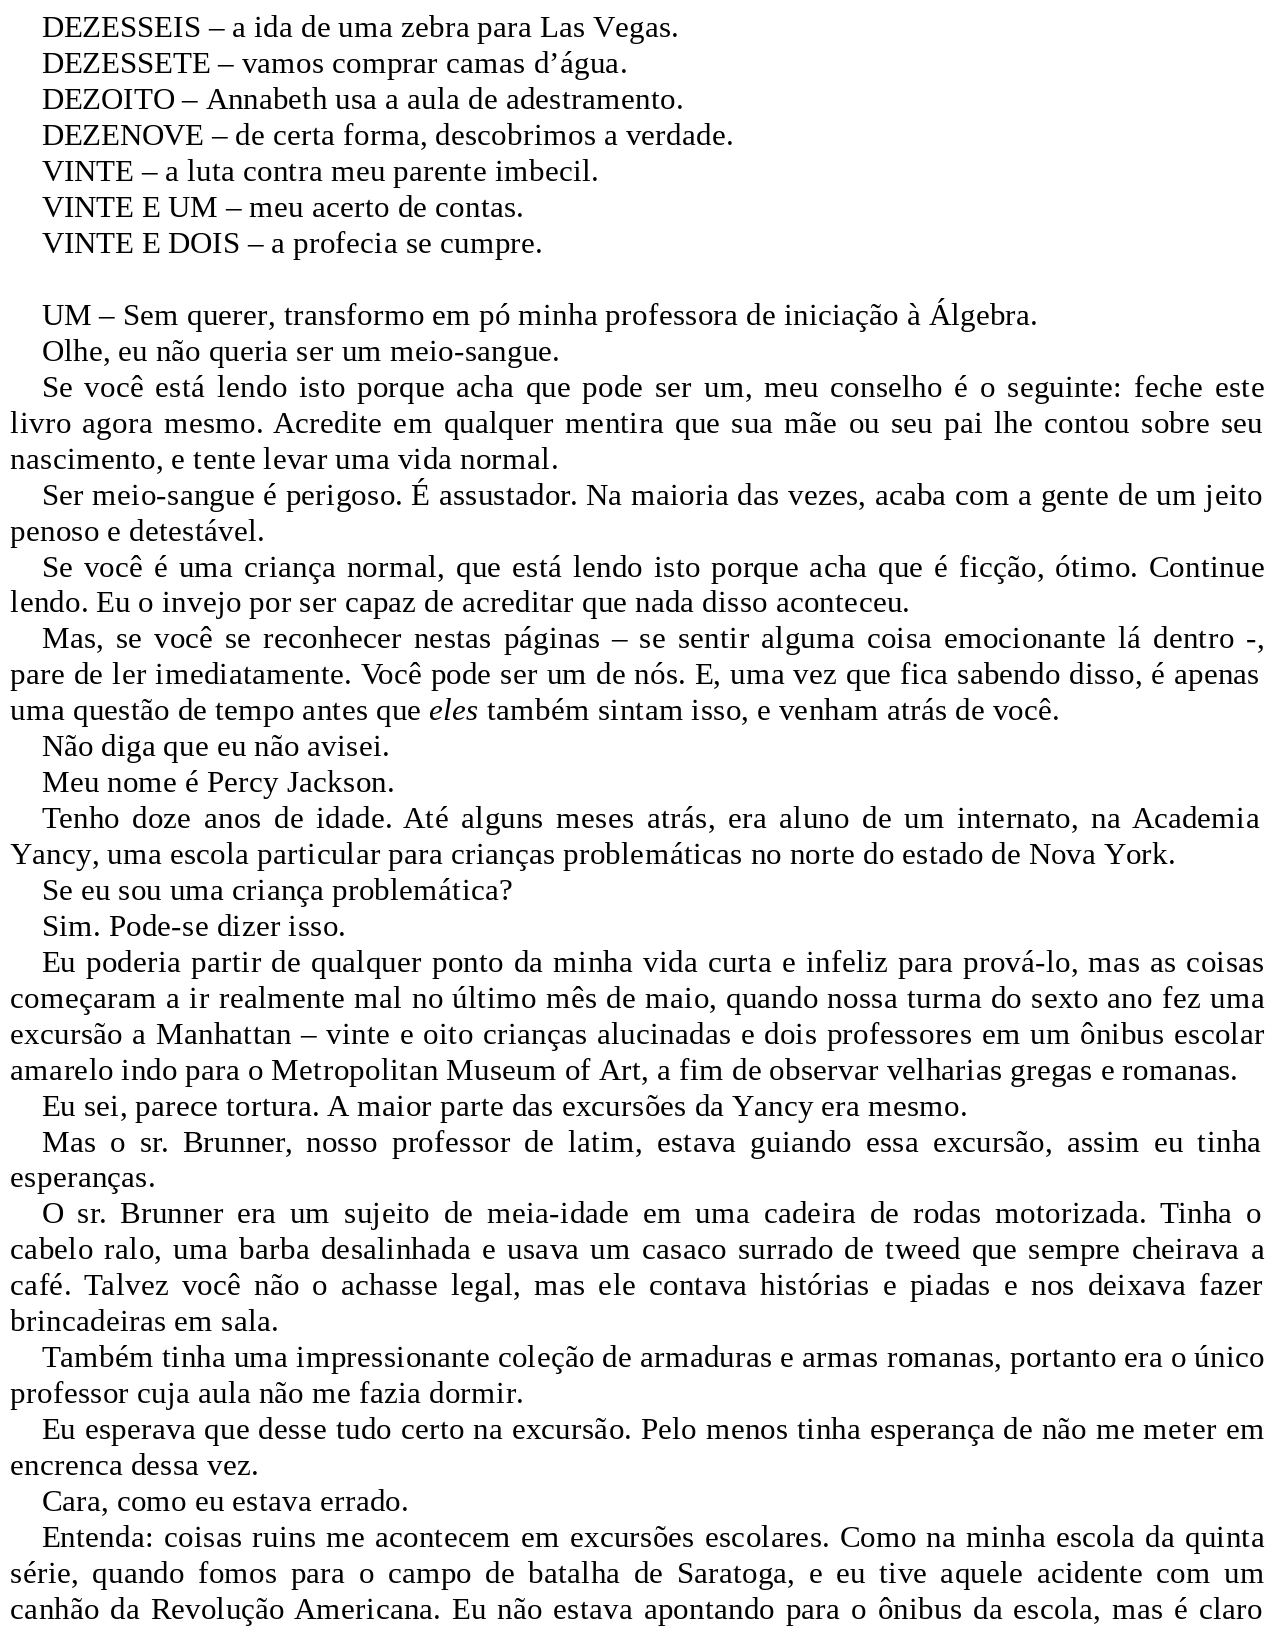 DEZESSEIS – a ida de uma zebra para Las Vegas.
DEZESSETE – vamos comprar camas d’água.
DEZOITO – Annabeth usa a aula de adestramento.
DEZENOVE – de certa forma, descobrimos a verdade.
VINTE – a luta contra meu parente imbecil.
VINTE E UM – meu acerto de contas.
VINTE E DOIS – a profecia se cumpre.
UM – Sem querer, transformo em pó minha professora de iniciação à Álgebra.
Olhe, eu não queria ser um meio-sangue.
Se você está lendo isto porque acha que pode ser um, meu conselho é o seguinte: feche este
livro agora mesmo. Acredite em qualquer mentira que sua mãe ou seu pai lhe contou sobre seu
nascimento, e tente levar uma vida normal.
Ser meio-sangue é perigoso. É assustador. Na maioria das vezes, acaba com a gente de um jeito
penoso e detestável.
Se você é uma criança normal, que está lendo isto porque acha que é ficção, ótimo. Continue
lendo. Eu o invejo por ser capaz de acreditar que nada disso aconteceu.
Mas, se você se reconhecer nestas páginas – se sentir alguma coisa emocionante lá dentro -,
pare de ler imediatamente. Você pode ser um de nós. E, uma vez que fica sabendo disso, é apenas
uma questão de tempo antes que eles também sintam isso, e venham atrás de você.
Não diga que eu não avisei.
Meu nome é Percy Jackson.
Tenho doze anos de idade. Até alguns meses atrás, era aluno de um internato, na Academia
Yancy, uma escola particular para crianças problemáticas no norte do estado de Nova York.
Se eu sou uma criança problemática?
Sim. Pode-se dizer isso.
Eu poderia partir de qualquer ponto da minha vida curta e infeliz para prová-lo, mas as coisas
começaram a ir realmente mal no último mês de maio, quando nossa turma do sexto ano fez uma
excursão a Manhattan – vinte e oito crianças alucinadas e dois professores em um ônibus escolar
amarelo indo para o Metropolitan Museum of Art, a fim de observar velharias gregas e romanas.
Eu sei, parece tortura. A maior parte das excursões da Yancy era mesmo.
Mas o sr. Brunner, nosso professor de latim, estava guiando essa excursão, assim eu tinha
esperanças.
O sr. Brunner era um sujeito de meia-idade em uma cadeira de rodas motorizada. Tinha o
cabelo ralo, uma barba desalinhada e usava um casaco surrado de tweed que sempre cheirava a
café. Talvez você não o achasse legal, mas ele contava histórias e piadas e nos deixava fazer
brincadeiras em sala.
Também tinha uma impressionante coleção de armaduras e armas romanas, portanto era o único
professor cuja aula não me fazia dormir.
Eu esperava que desse tudo certo na excursão. Pelo menos tinha esperança de não me meter em
encrenca dessa vez.
Cara, como eu estava errado.
Entenda: coisas ruins me acontecem em excursões escolares. Como na minha escola da quinta
série, quando fomos para o campo de batalha de Saratoga, e eu tive aquele acidente com um
canhão da Revolução Americana. Eu não estava apontando para o ônibus da escola, mas é claro